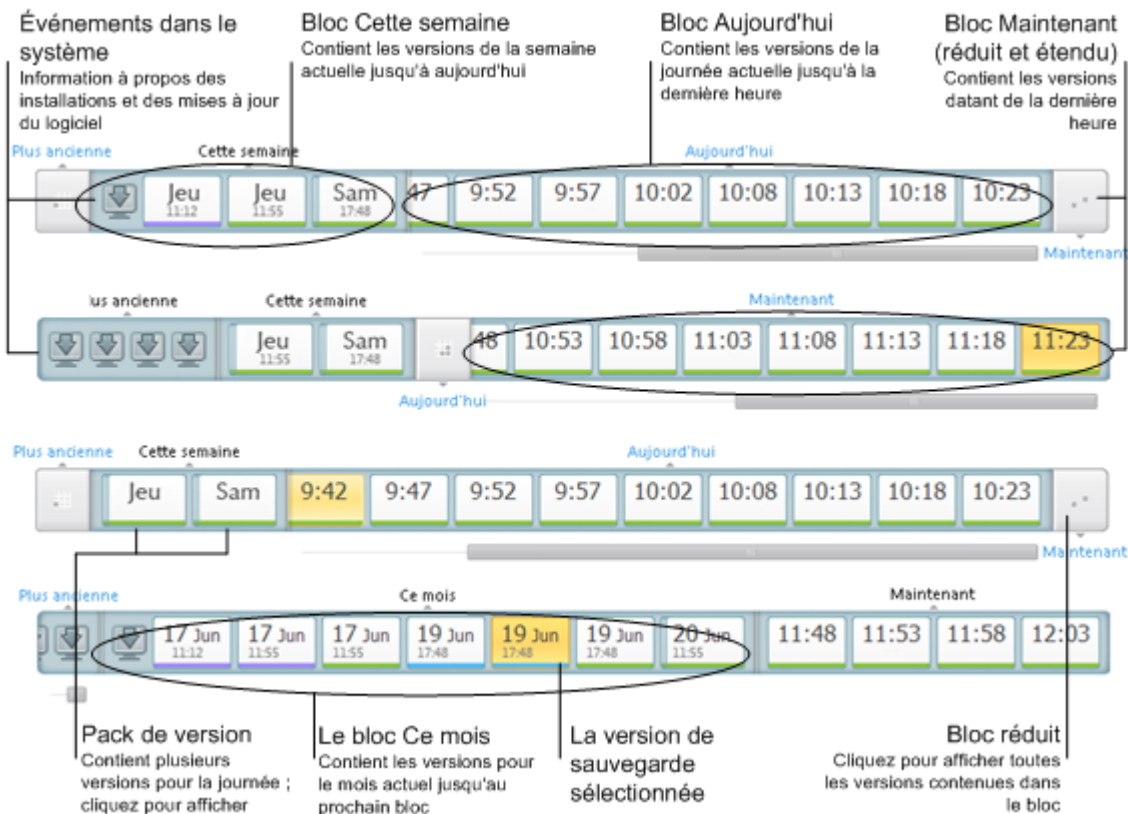 Événements dans le
système
Information à propos des
installations et des mises à jour
du logiciel
Bloc Cette semaine
Contient les versions de la semaine
actuelle jusqu'à aujourd'hui
Bloc Aujourd'hui
Contient les versions de la
journée actuelle jusqu'à la
dernière heure
Bloc Maintenant
(réduit et étendu)
Contient les versions
datant de la dernière
heure
Plus ancienne
Cette semaine
Aujourd'hui
Jeu
11:12
Jeu
11:55
Sam
17:48
47
9:52
9:57
10:02
10:08
10:13
10:18
10:23
Maintenant
lus ancienne
Cette semaine
Maintenant
Jeu
11:55
Sam
17:48
48
10:53
10:58
11:03
11:08
11:13
11:18
11:23
Aujourd'hui
Plus ancienne
Cette semaine
Aujourd'hui
Jeu
Sam
9:42
9:47
9:52
9:57
10:02
10:08
10:13
10:18
10:23
Maintenant
Plus ancienne
Ce mois
Maintenant
17 Jun
11:12
17 Jun
11:55
17 Jun
11:55
19 Jun
17:48
19 Jun
17:48
19 Jun
17:48
20 Jun
11:55
11:48
11:53
11:58
12:03
Pack de version
Contient plusieurs
versions pour la journée ;
cliquez pour afficher
Le bloc Ce mois
Contient les versions pour
le mois actuel jusqu'au
prochain bloc
La version de
sauvegarde
sélectionnée
Bloc réduit
Cliquez pour afficher toutes
les versions contenues dans
le bloc